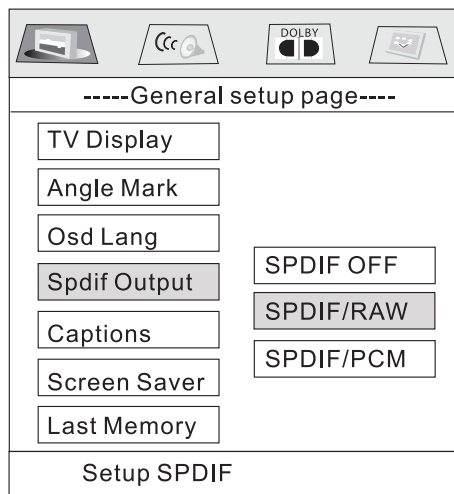 DOLBY
-----General setup page----
TV Display
Angle Mark
Osd Lang
Spdif Output
Captions
Screen Saver
Last Memory
SPDIF OFF
SPDIF/RAW
SPDIF/PCM
Setup SPDIF